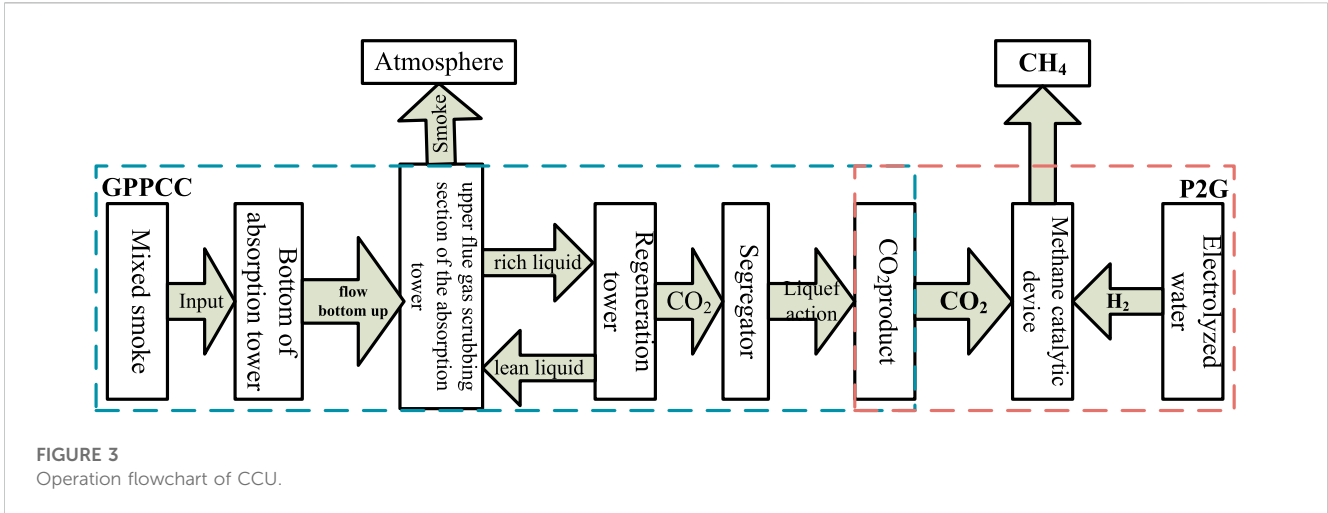 Atmosphere
CH₄
Smoke
GPPCC
P2G
Mixed smoke
Input
Bottom of
absorption tower
flow
bottom up
upper flue gas scrubbing
section of the absorption
tower
rich liquid
lean liquid
Regeneration
tower
CO₂
Segregator
Liquef
action
CO₂product
CO₂
Methane catalytic
device
H₂
Electrolyzed
water
FIGURE 3
Operation flowchart of CCU.